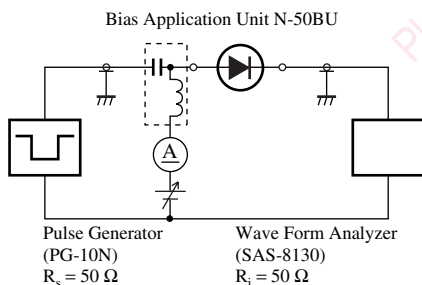 Bias Application Unit N-50BU
A
Pulse Generator
(PG-10N)
Rs = 50 Ω
Wave Form Analyzer
(SAS-8130)
Ri = 50 Ω